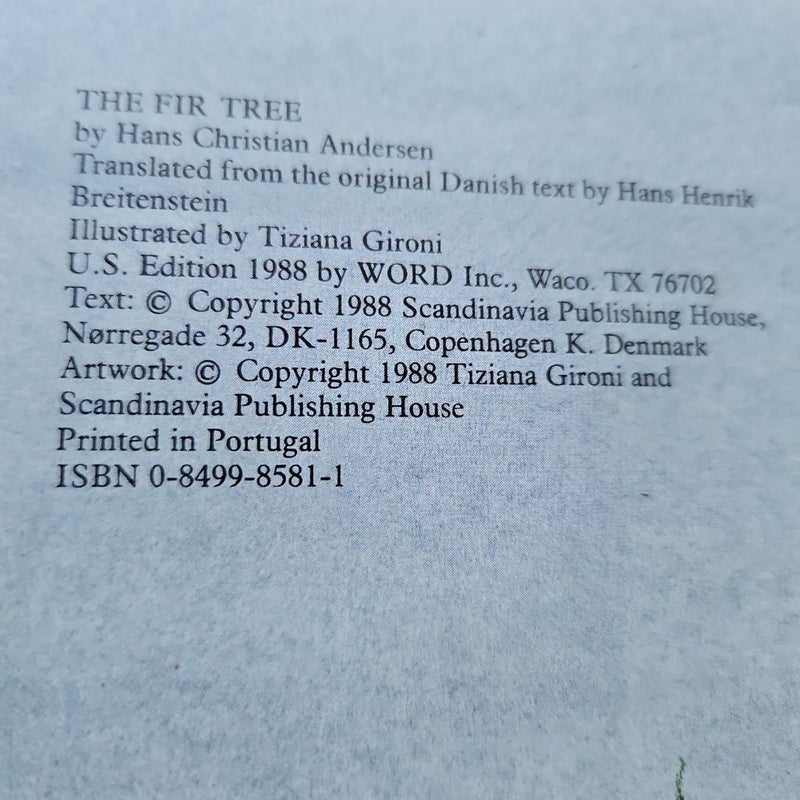 THE FIR TREE
by Hans Christian Andersen
Translated from the original Danish text by Hans Henrik
Breitenstein
Illustrated by Tiziana Gironi
U.S. Edition 1988 by WORD Inc., Waco. TX 76702
Text: © Copyright 1988 Scandinavia Publishing House,
Nørregade 32, DK-1165, Copenhagen K. Denmark
Artwork: © Copyright 1988 Tiziana Gironi and
Scandinavia Publishing House
Printed in Portugal
ISBN 0-8499-8581-1